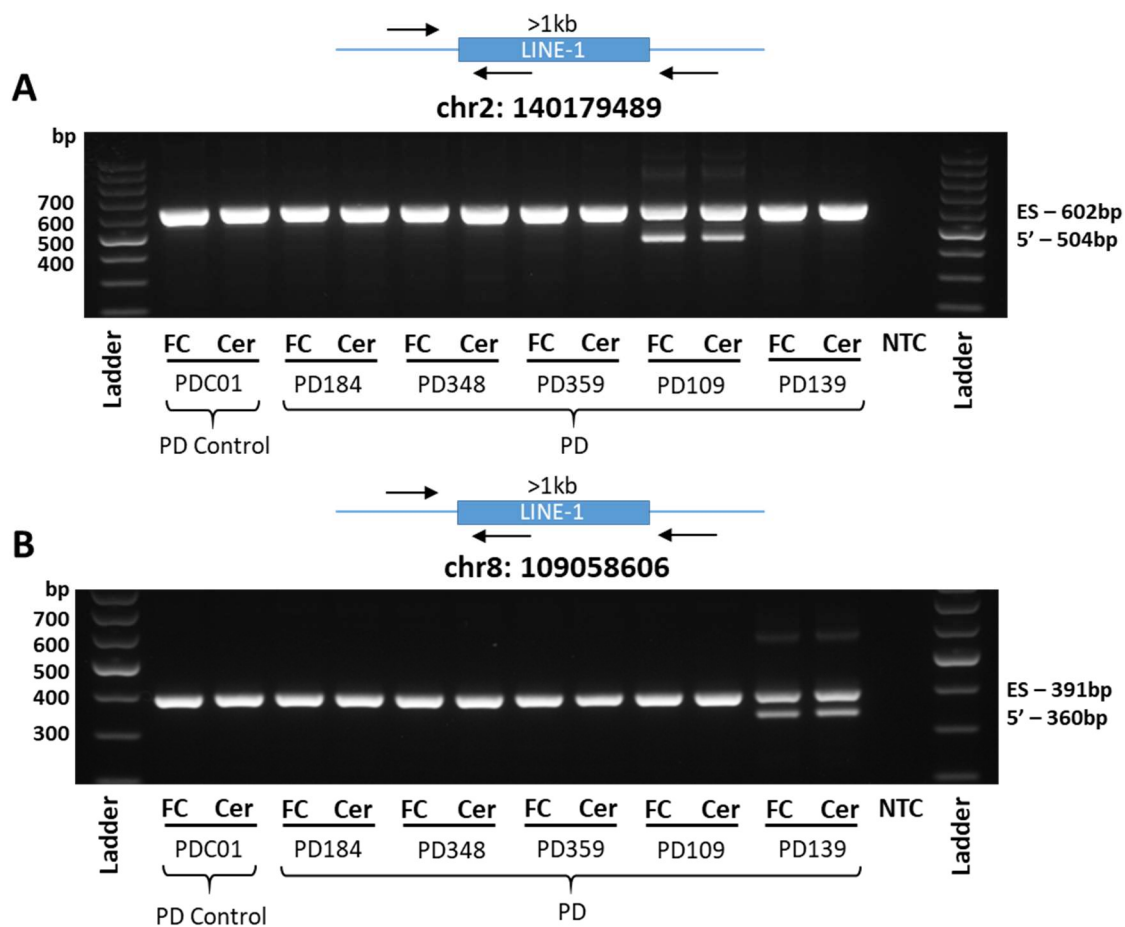 >1kb
LINE-1
A
chr2: 140179489
bp
700
600
500
400
ES – 602bp
5’ – 504bp
Ladder
FC Cer FC Cer FC Cer FC Cer FC Cer FC Cer NTC
Ladder
PDC01 PD184 PD348 PD359 PD109 PD139
PD Control PD
>1kb
LINE-1
B
chr8: 109058606
bp
700
600
500
400
300
ES – 391bp
5’ – 360bp
Ladder
FC Cer FC Cer FC Cer FC Cer FC Cer FC Cer NTC
Ladder
PDC01 PD184 PD348 PD359 PD109 PD139
PD Control PD